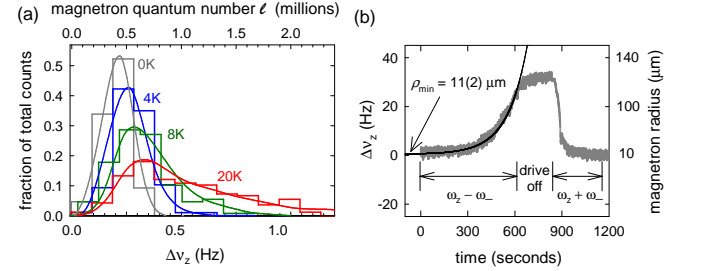 (a)
magnetron quantum number ℓ (millions)
0.0 0.5 1.0 1.5 2.0
fraction of total counts
0.5
0.4
0.3
0.2
0.1
0.0
0K
4K
8K
20K
0.0 0.5 1.0
Δν_z (Hz)
(b)
Δν_z (Hz)
40
20
0
-20
ρ_min = 11(2) μm
140
130
100
10
magnetron radius (μm)
ω_z − ω_−
drive
off
ω_z + ω_−
0 300 600 900 1200
time (seconds)